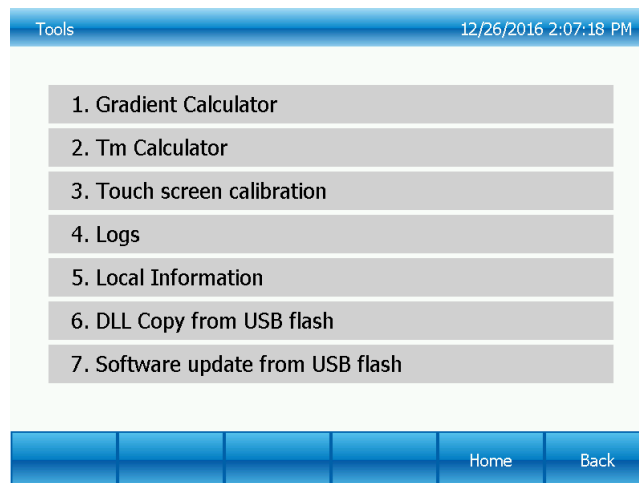 Tools 12/26/2016 2:07:18 PM
1. Gradient Calculator
2. Tm Calculator
3. Touch screen calibration
4. Logs
5. Local Information
6. DLL Copy from USB flash
7. Software update from USB flash
Home Back